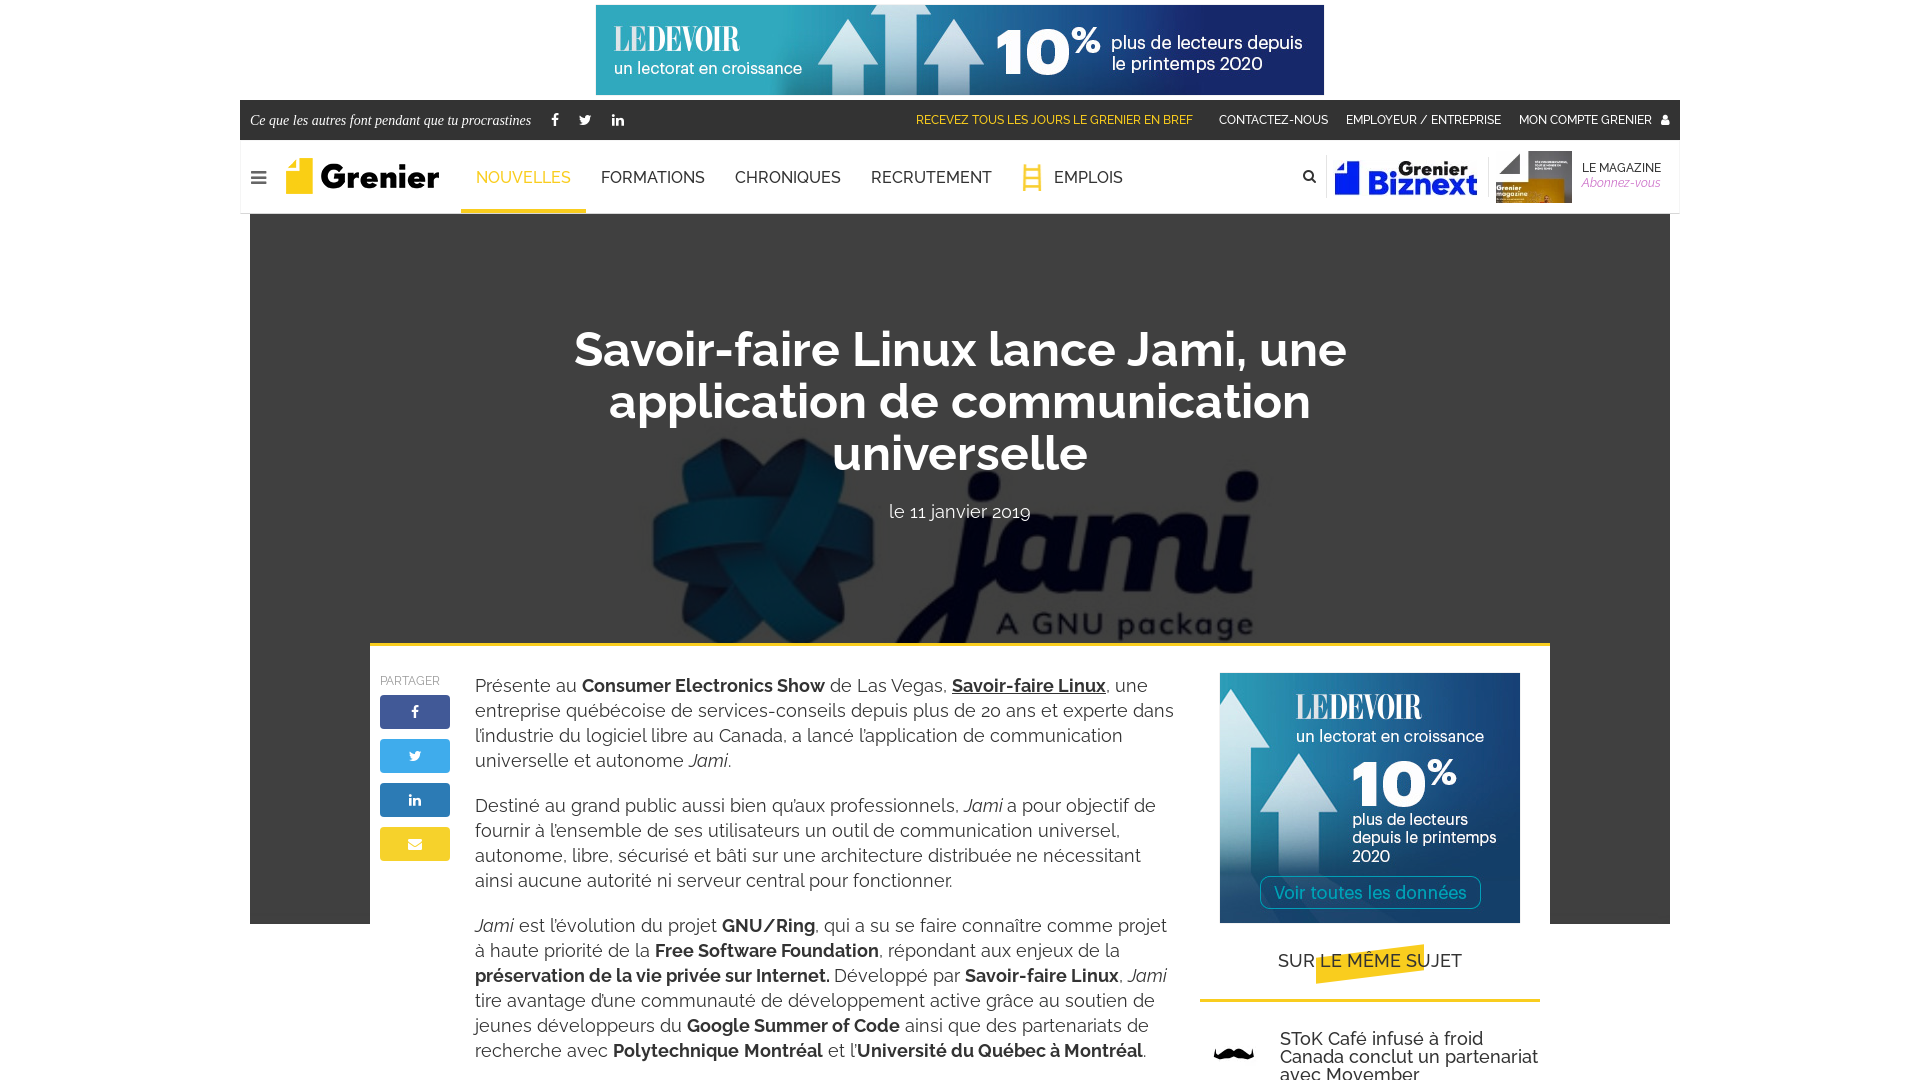 LE DEVOIR
un lectorat en croissance
10% plus de lecteurs depuis
le printemps 2020
Ce que les autres font pendant que tu procrastines
RECEVEZ TOUS LES JOURS LE GRENIER EN BREF
CONTACTEZ-NOUS
EMPLOYEUR / ENTREPRISE
MON COMPTE GRENIER
Grenier
NOUVELLES
FORMATIONS
CHRONIQUES
RECRUTEMENT
EMPLOIS
Grenier
Biznext
Grenier
magazine
LE MAGAZINE
Abonnez-vous
Savoir-faire Linux lance Jami, une
application de communication
universelle
le 11 janvier 2019
jami
A GNU package
PARTAGER
Présente au Consumer Electronics Show de Las Vegas, Savoir-faire Linux, une
entreprise québécoise de services-conseils depuis plus de 20 ans et experte dans
l’industrie du logiciel libre au Canada, a lancé l’application de communication
universelle et autonome Jami.
Destiné au grand public aussi bien qu’aux professionnels, Jami a pour objectif de
fournir à l’ensemble de ses utilisateurs un outil de communication universel,
autonome, libre, sécurisé et bâti sur une architecture distribuée ne nécessitant
ainsi aucune autorité ni serveur central pour fonctionner.
Jami est l’évolution du projet GNU/Ring, qui a su se faire connaître comme projet
à haute priorité de la Free Software Foundation, répondant aux enjeux de la
préservation de la vie privée sur Internet. Développé par Savoir-faire Linux, Jami
tire avantage d’une communauté de développement active grâce au soutien de
jeunes développeurs du Google Summer of Code ainsi que des partenariats de
recherche avec Polytechnique Montréal et l’Université du Québec à Montréal.
LE DEVOIR
un lectorat en croissance
10%
plus de lecteurs
depuis le printemps
2020
Voir toutes les données
SUR LE MÊME SUJET
SToK Café infusé à froid
Canada conclut un partenariat
avec Movember